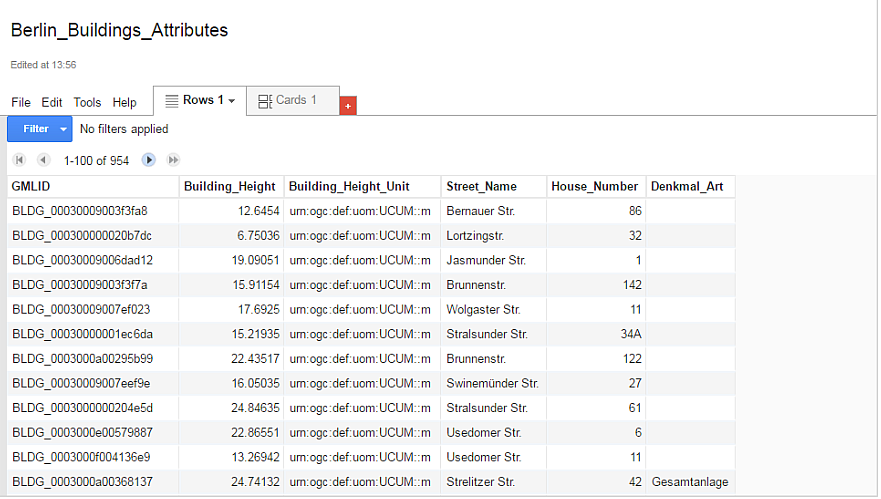 Berlin_Buildings_Attributes
Edited at 13:56
File Edit Tools Help Rows 1 Cards 1 +
Filter No filters applied
1-100 of 954
GMLID Building_Height Building_Height_Unit Street_Name House_Number Denkmal_Art
BLDG_00030009003f3fa8 12.6454 urn:ogc:def:uom:UCUM::m Bernauer Str. 86
BLDG_000300000020b7dc 6.75036 urn:ogc:def:uom:UCUM::m Lortzingstr. 32
BLDG_00030009006dad12 19.09051 urn:ogc:def:uom:UCUM::m Jasmunder Str. 1
BLDG_00030009003f3f7a 15.91154 urn:ogc:def:uom:UCUM::m Brunnenstr. 142
BLDG_00030009007ef023 17.6925 urn:ogc:def:uom:UCUM::m Wolgaster Str. 11
BLDG_00030000001ec6da 15.21935 urn:ogc:def:uom:UCUM::m Stralsunder Str. 34A
BLDG_0003000a00295b99 22.43517 urn:ogc:def:uom:UCUM::m Brunnenstr. 122
BLDG_00030009007eef9e 16.05035 urn:ogc:def:uom:UCUM::m Swinemünder Str. 27
BLDG_0003000000204e5d 24.84635 urn:ogc:def:uom:UCUM::m Stralsunder Str. 61
BLDG_0003000e00579887 22.86551 urn:ogc:def:uom:UCUM::m Usedomer Str. 6
BLDG_0003000f004136e9 13.26942 urn:ogc:def:uom:UCUM::m Usedomer Str. 11
BLDG_0003000a00368137 24.74132 urn:ogc:def:uom:UCUM::m Strelitzer Str. 42 Gesamtanlage